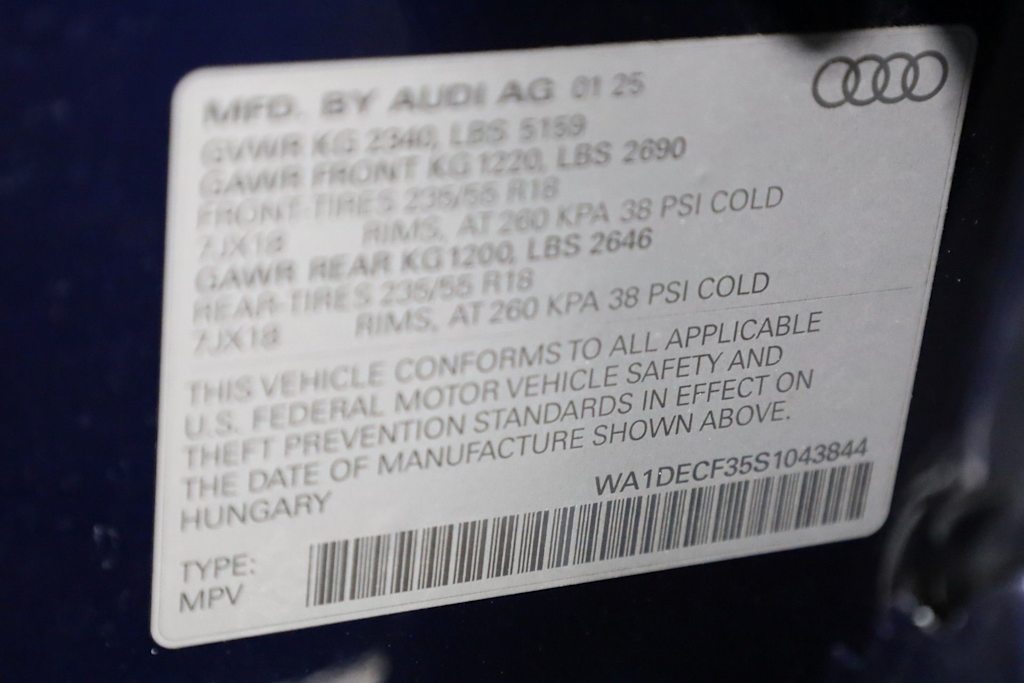 MFD. BY AUDI AG 01 25
GVWR KG 2340, LBS 5159
GAWR FRONT KG 1220, LBS 2690
FRONT-TIRES 235/55 R18
7JX18 RIMS, AT 260 KPA 38 PSI COLD
GAWR REAR KG 1200, LBS 2646
REAR-TIRES 235/55 R18
7JX18 RIMS, AT 260 KPA 38 PSI COLD
THIS VEHICLE CONFORMS TO ALL APPLICABLE
U.S. FEDERAL MOTOR VEHICLE SAFETY AND
THEFT PREVENTION STANDARDS IN EFFECT ON
THE DATE OF MANUFACTURE SHOWN ABOVE.
HUNGARY WA1DECF35S1043844
TYPE:
MPV